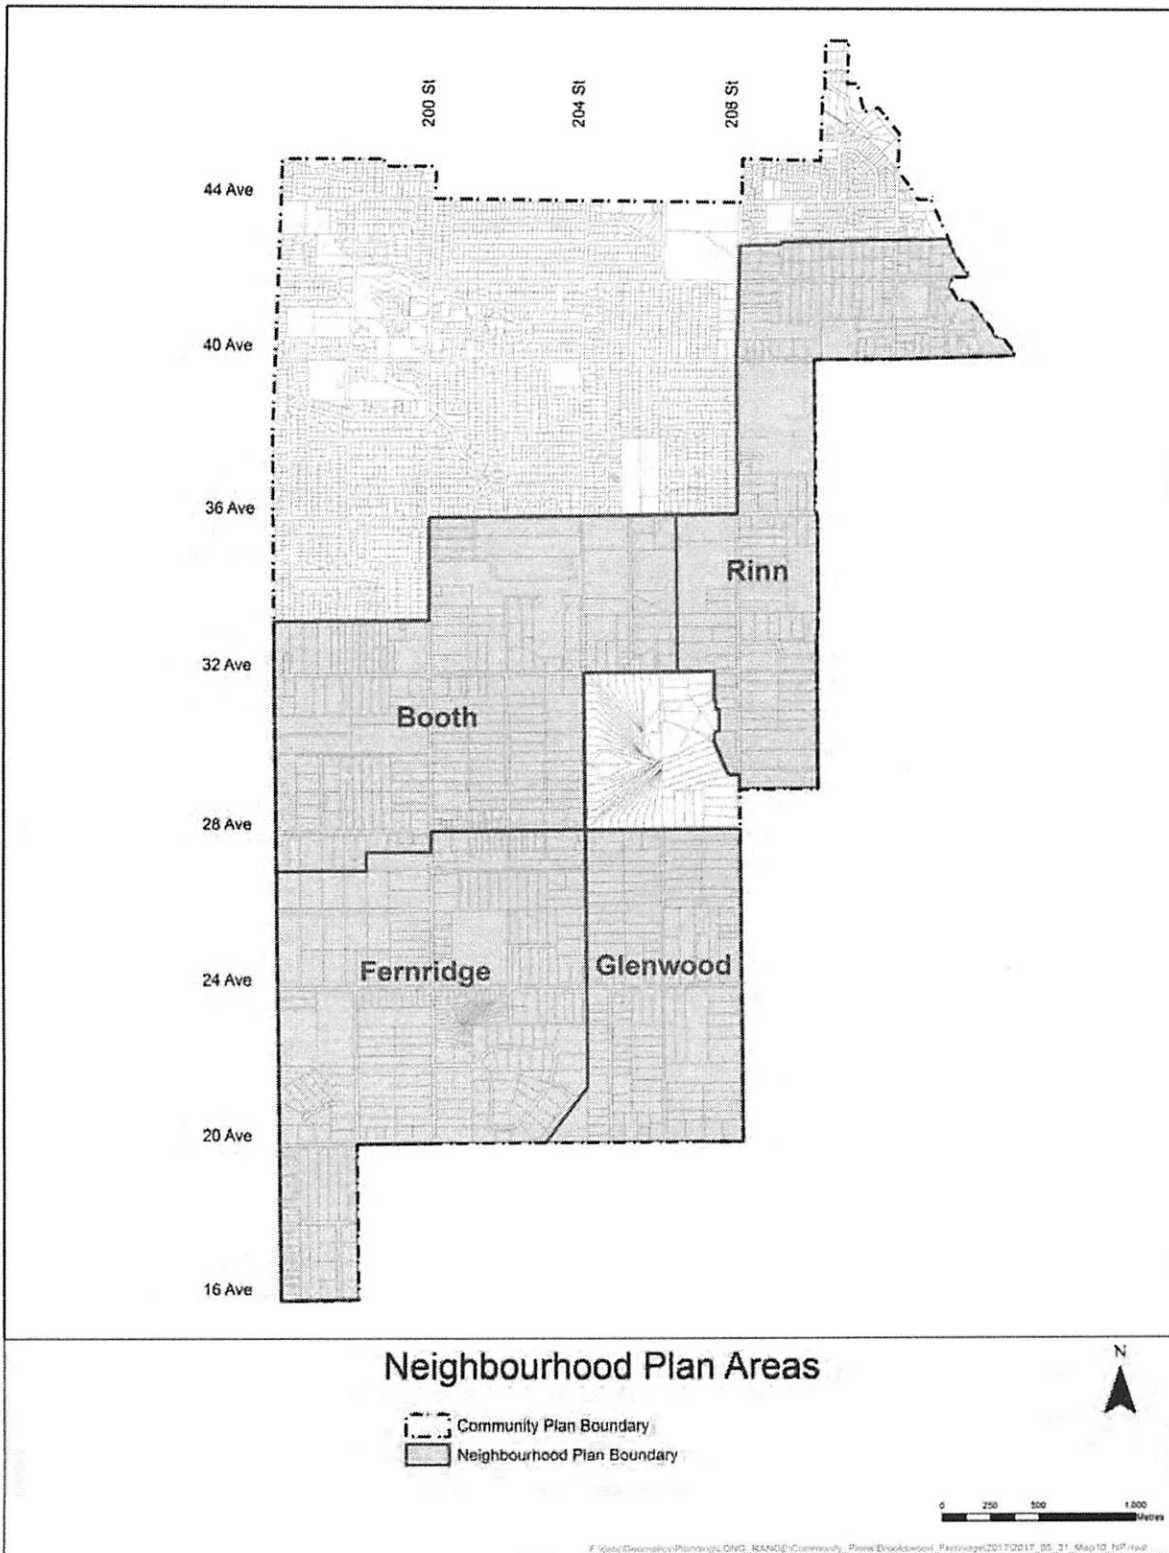 200 St
204 St
208 St
44 Ave
40 Ave
36 Ave
Rinn
32 Ave
Booth
28 Ave
Fernridge
Glenwood
24 Ave
20 Ave
16 Ave
Neighbourhood Plan Areas
N
Community Plan Boundary
Neighbourhood Plan Boundary
0 250 500 1,000
Metres